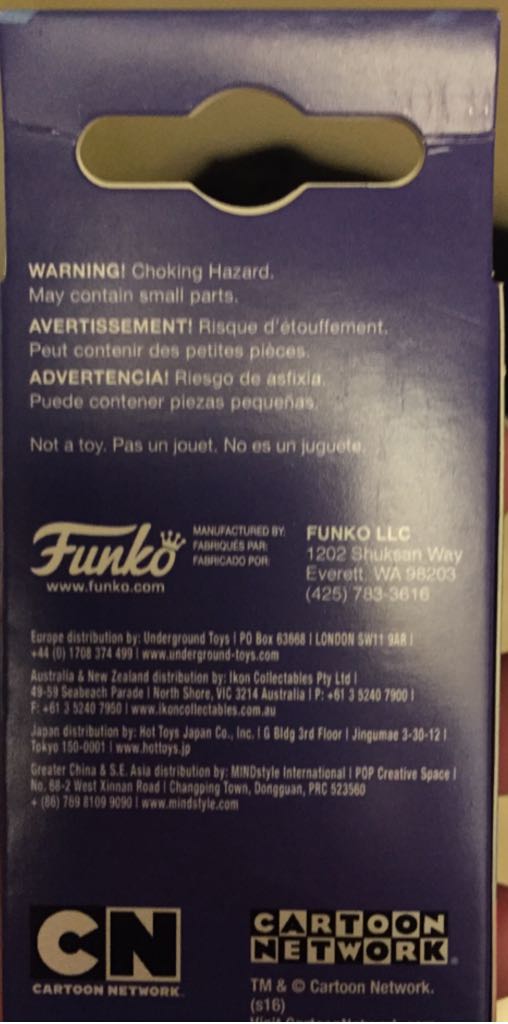 WARNING! Choking Hazard.
May contain small parts.
AVERTISSEMENT! Risque d'étouffement.
Peut contenir des petites pièces.
ADVERTENCIA! Riesgo de asfixia.
Puede contener piezas pequeñas.
Not a toy. Pas un jouet. No es un juguete.
Funko
www.funko.com
MANUFACTURED BY:
FABRIQUÉS PAR:
FABRICADO POR:
FUNKO LLC
1202 Shuksan Way
Everett, WA 98203
(425) 783-3616
Europe distribution by: Underground Toys | PO Box 63668 | LONDON SW11 9AR |
+44 (0) 1708 374 499 | www.underground-toys.com
Australia & New Zealand distribution by: Ikon Collectables Pty Ltd |
49-59 Seabeach Parade | North Shore, VIC 3214 Australia | P: +61 3 5240 7900 |
F: +61 3 5240 7950 | www.ikoncollectables.com.au
Japan distribution by: Hot Toys Japan Co., Inc. | G Bldg 3rd Floor | Jingumae 3-30-12 |
Tokyo 150-0001 | www.hottoys.jp
Greater China & S.E. Asia distribution by: MINDstyle International | POP Creative Space |
No. 68-2 West Xinnan Road | Changping Town, Dongguan, PRC 523560
+ (86) 769 8109 9090 | www.mindstyle.com
CN
CARTOON NETWORK.
CARTOON
NETWORK®
TM & © Cartoon Network.
(s16)